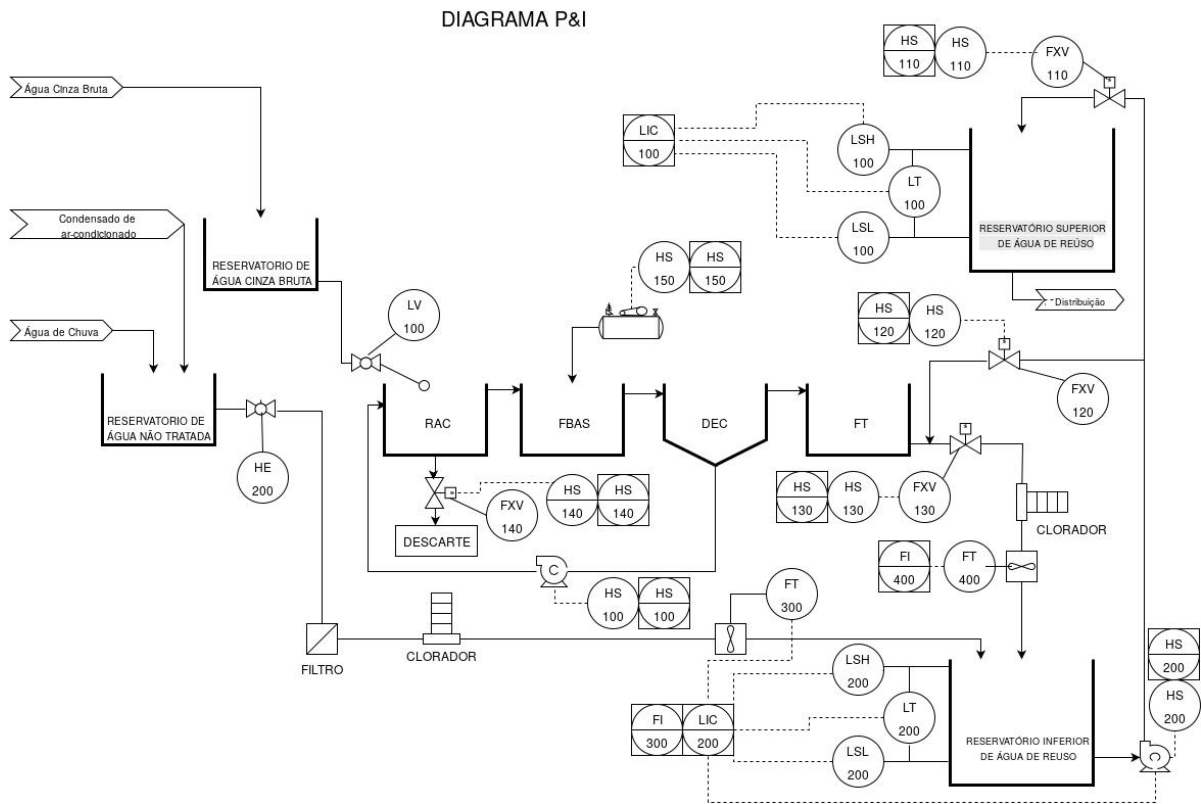 DIAGRAMA P&I
HS
110
HS
110
FXV
110
Água Cinza Bruta
LIC
100
LSH
100
LT
100
LSL
100
RESERVATÓRIO SUPERIOR
DE ÁGUA DE REÚSO
Condensado de
ar-condicionado
RESERVATORIO DE
ÁGUA CINZA BRUTA
HS
150
HS
150
Distribuição
LV
100
HS
120
HS
120
FXV
120
Água de Chuva
RESERVATORIO DE
ÁGUA NÃO TRATADA
RAC
FBAS
DEC
FT
HE
200
FXV
140
HS
140
HS
140
HS
130
HS
130
FXV
130
CLORADOR
DESCARTE
FI
400
FT
400
C
HS
100
HS
100
FT
300
FILTRO
CLORADOR
HS
200
HS
200
LSH
200
FI
300
LIC
200
LT
200
LSL
200
RESERVATÓRIO INFERIOR
DE ÁGUA DE REUSO